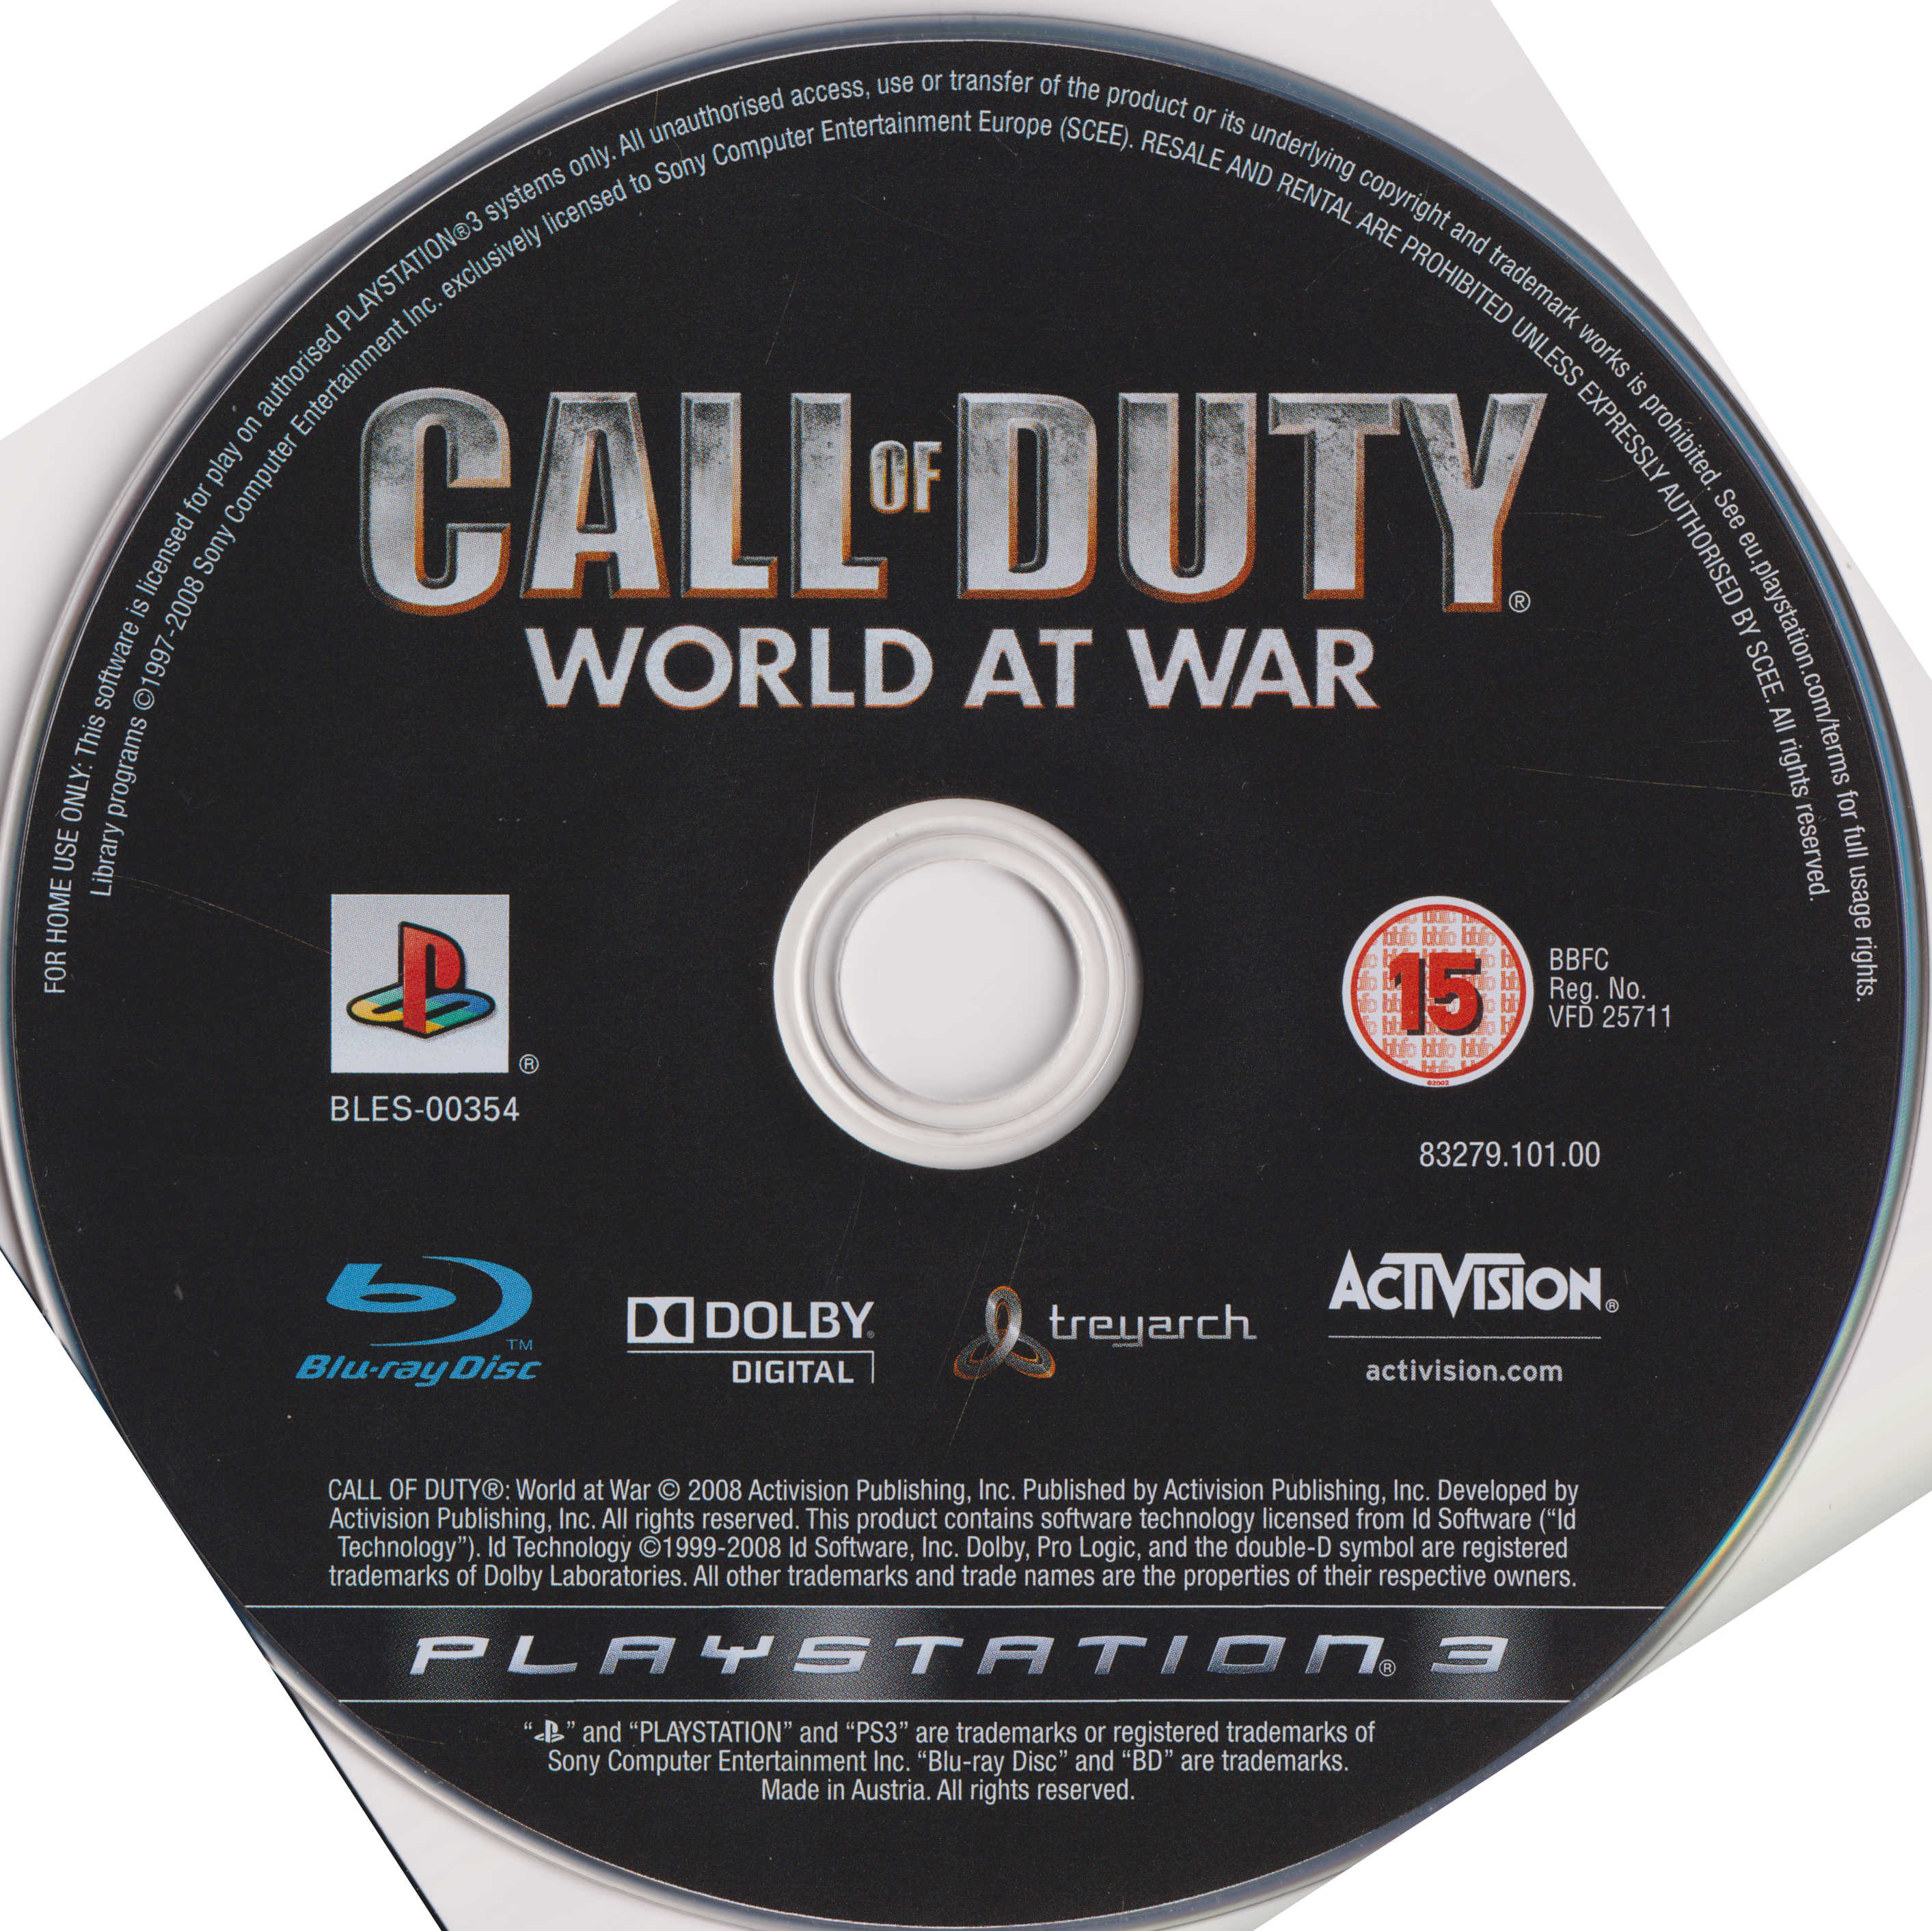 FOR HOME USE ONLY: This software is licensed for play on authorised PLAYSTATION®3 systems only. All unauthorised access, use or transfer of the product or its underlying copyright and trademark works is prohibited. See eu.playstation.com/terms for full usage rights.
Library programs ©1997-2008 Sony Computer Entertainment Inc. exclusively licensed to Sony Computer Entertainment Europe (SCEE). RESALE AND RENTAL ARE PROHIBITED UNLESS EXPRESSLY AUTHORISED BY SCEE. All rights reserved.
CALL OF DUTY®
WORLD AT WAR
®
BLES-00354
15
©2002
BBFC
Reg. No.
VFD 25711
83279.101.00
Blu-ray Disc™
DOLBY®
DIGITAL
treyarch
ACTIVISION®
activision.com
CALL OF DUTY®: World at War © 2008 Activision Publishing, Inc. Published by Activision Publishing, Inc. Developed by
Activision Publishing, Inc. All rights reserved. This product contains software technology licensed from Id Software (“Id
Technology”). Id Technology ©1999-2008 Id Software, Inc. Dolby, Pro Logic, and the double-D symbol are registered
trademarks of Dolby Laboratories. All other trademarks and trade names are the properties of their respective owners.
PLAYSTATION®3
“ ” and “PLAYSTATION” and “PS3” are trademarks or registered trademarks of
Sony Computer Entertainment Inc. “Blu-ray Disc” and “BD” are trademarks.
Made in Austria. All rights reserved.